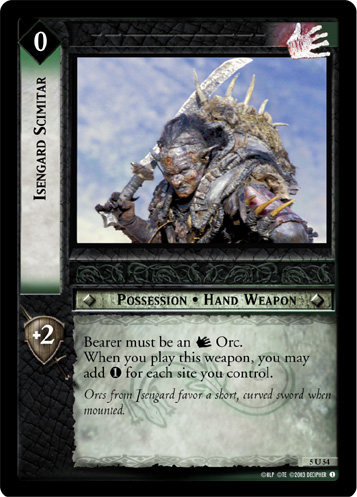 0
ISENGARD SCIMITAR
POSSESSION • HAND WEAPON
+2
Bearer must be an Orc.
When you play this weapon, you may
add 1 for each site you control.
Orcs from Isengard favor a short, curved sword when
mounted.
5 U 54
©NLP ©TE ©2003 DECIPHER 1